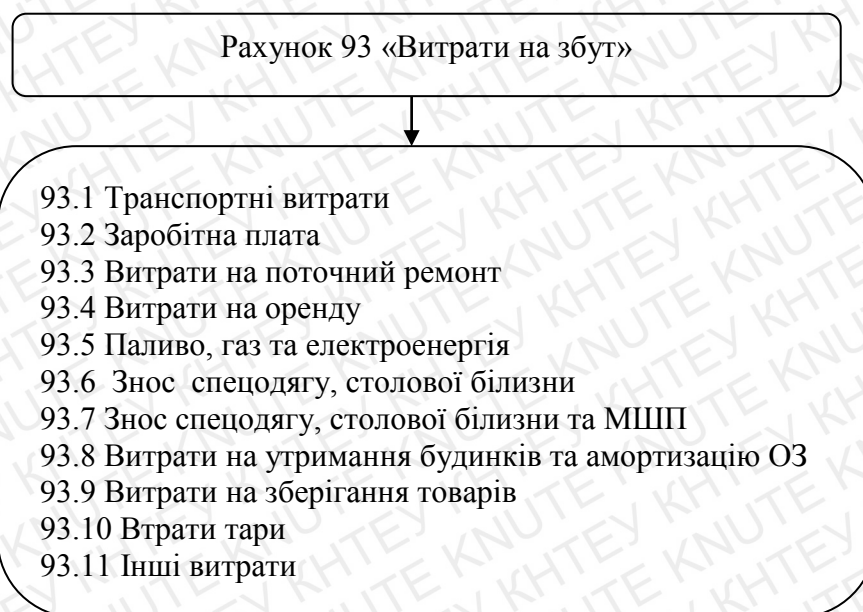 Рахунок 93 «Витрати на збут»
93.1 Транспортні витрати
93.2 Заробітна плата
93.3 Витрати на поточний ремонт
93.4 Витрати на оренду
93.5 Паливо, газ та електроенергія
93.6 Знос спецодягу, столової білизни
93.7 Знос спецодягу, столової білизни та МШП
93.8 Витрати на утримання будинків та амортизацію ОЗ
93.9 Витрати на зберігання товарів
93.10 Втрати тари
93.11 Інші витрати